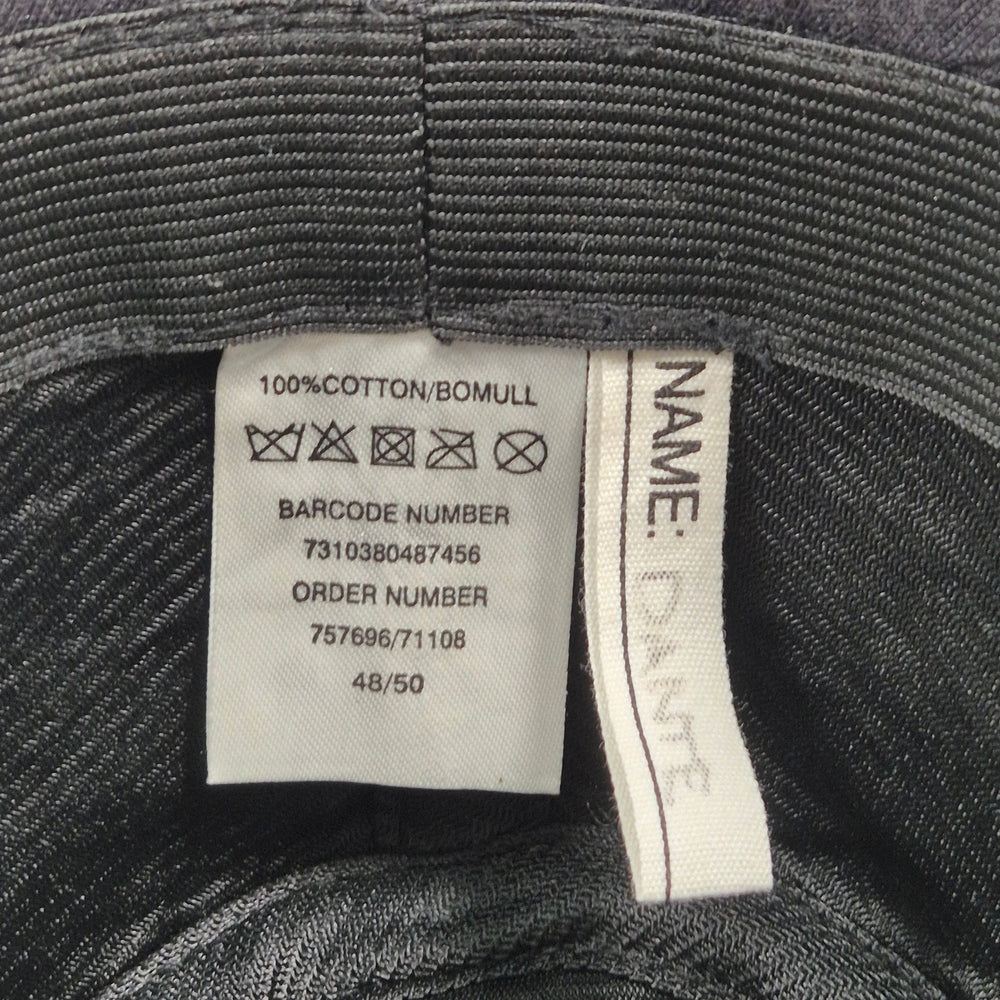 100%COTTON/BOMULL
BARCODE NUMBER
7310380487456
ORDER NUMBER
757696/71108
48/50
NAME: DANTE